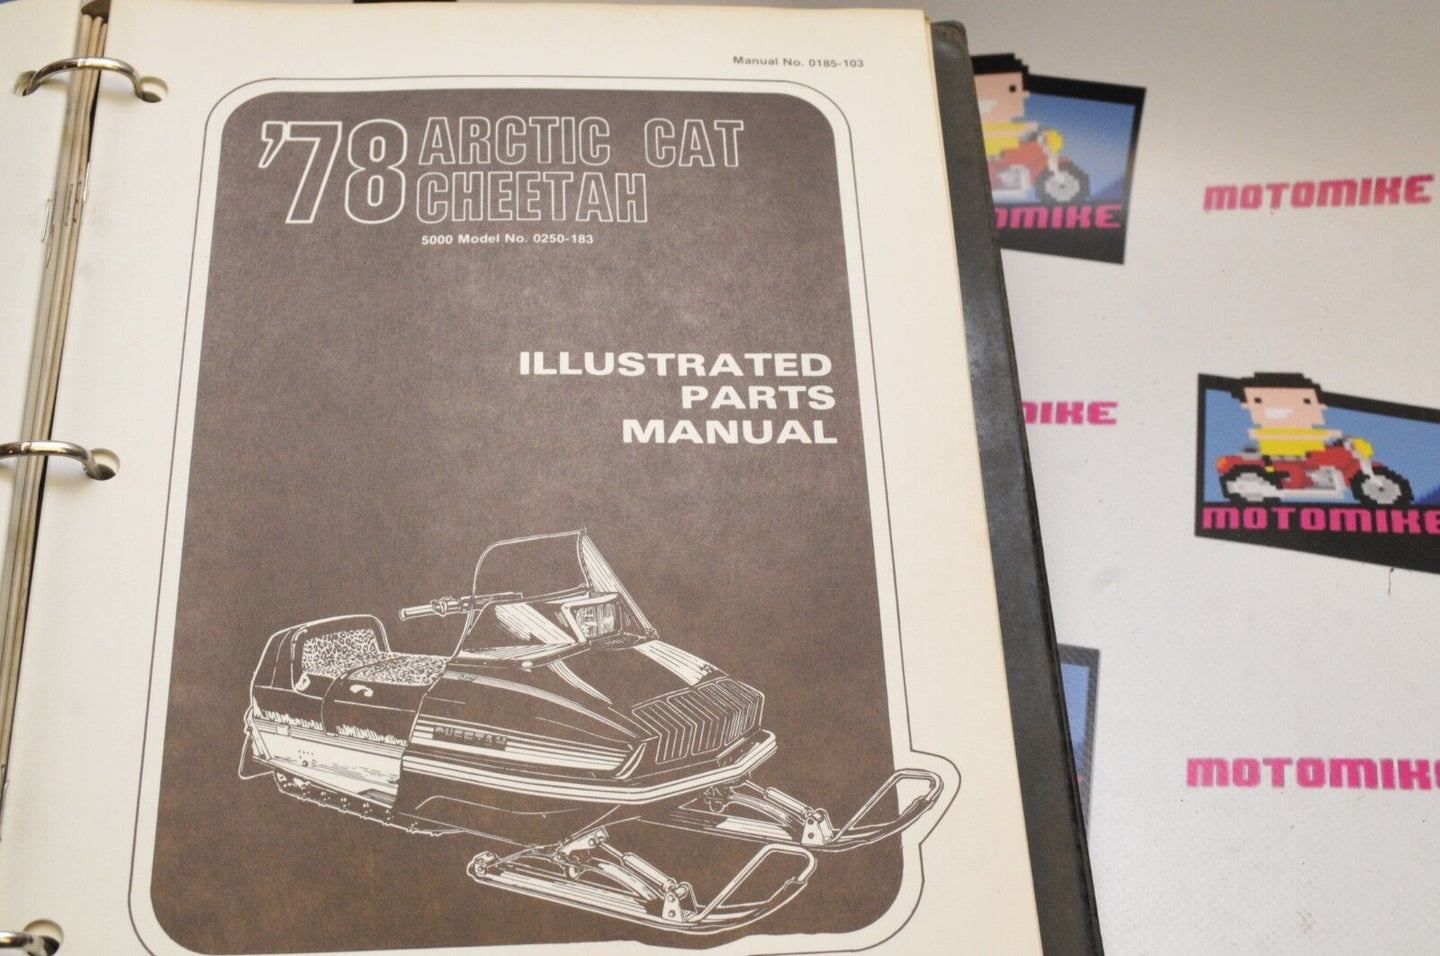 Manual No. 0185-103
'78 ARCTIC CAT
CHEETAH
5000 Model No. 0250-183
ILLUSTRATED
PARTS
MANUAL
CHEETAH
OMIKE
MOTOMIKE
MIKE
MOTOMIKE
MOTOMIKE